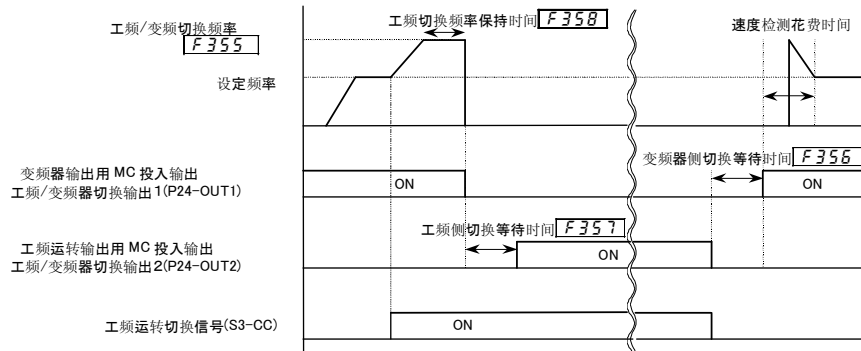 工频/变频切换频率
F355
工频切换频率保持时间 F358
速度检测花费时间
设定频率
变频器侧切换等待时间 F356
变频器输出用 MC 投入输出
工频/变频器切换输出1(P24-OUT1)
ON
ON
工频侧切换等待时间 F357
工频运转输出用 MC 投入输出
工频/变频器切换输出2(P24-OUT2)
ON
工频运转切换信号(S3-CC)
ON